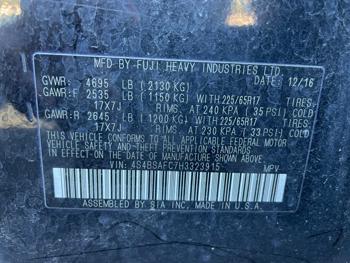 MFD BY FUJI HEAVY INDUSTRIES LTD.
DATE: 12/16
GVWR: 4695 LB (2130 KG)
GAWR:F 2535 LB (1150 KG) WITH 225/65R17 TIRES,
17X7J RIMS, AT 240 KPA (35 PSI) COLD
GAWR:R 2645 LB (1200 KG) WITH 225/65R17 TIRES,
17X7J RIMS, AT 230 KPA (33 PSI) COLD
THIS VEHICLE CONFORMS TO ALL APPLICABLE
FEDERAL MOTOR VEHICLE SAFETY STANDARDS IN
EFFECT ON THE DATE OF MANUFACTURE SHOWN ABOVE.
VIN: 4S4BSAFC7H3323915 MPV
ASSEMBLED BY SIA INC, MADE IN U.S.A.